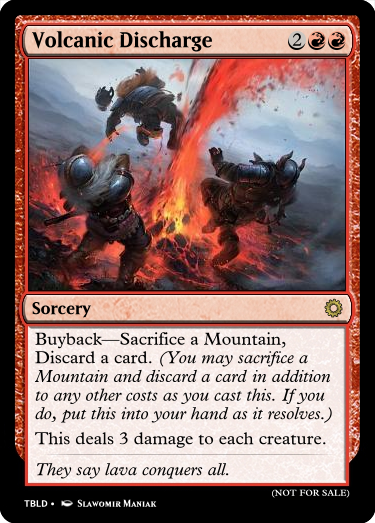 Volcanic Discharge 2
Sorcery
Buyback—Sacrifice a Mountain,
Discard a card. (You may sacrifice a
Mountain and discard a card in addition
to any other costs as you cast this. If you
do, put this into your hand as it resolves.)
This deals 3 damage to each creature.
They say lava conquers all.
(NOT FOR SALE)
TBLD • Slawomir Maniak